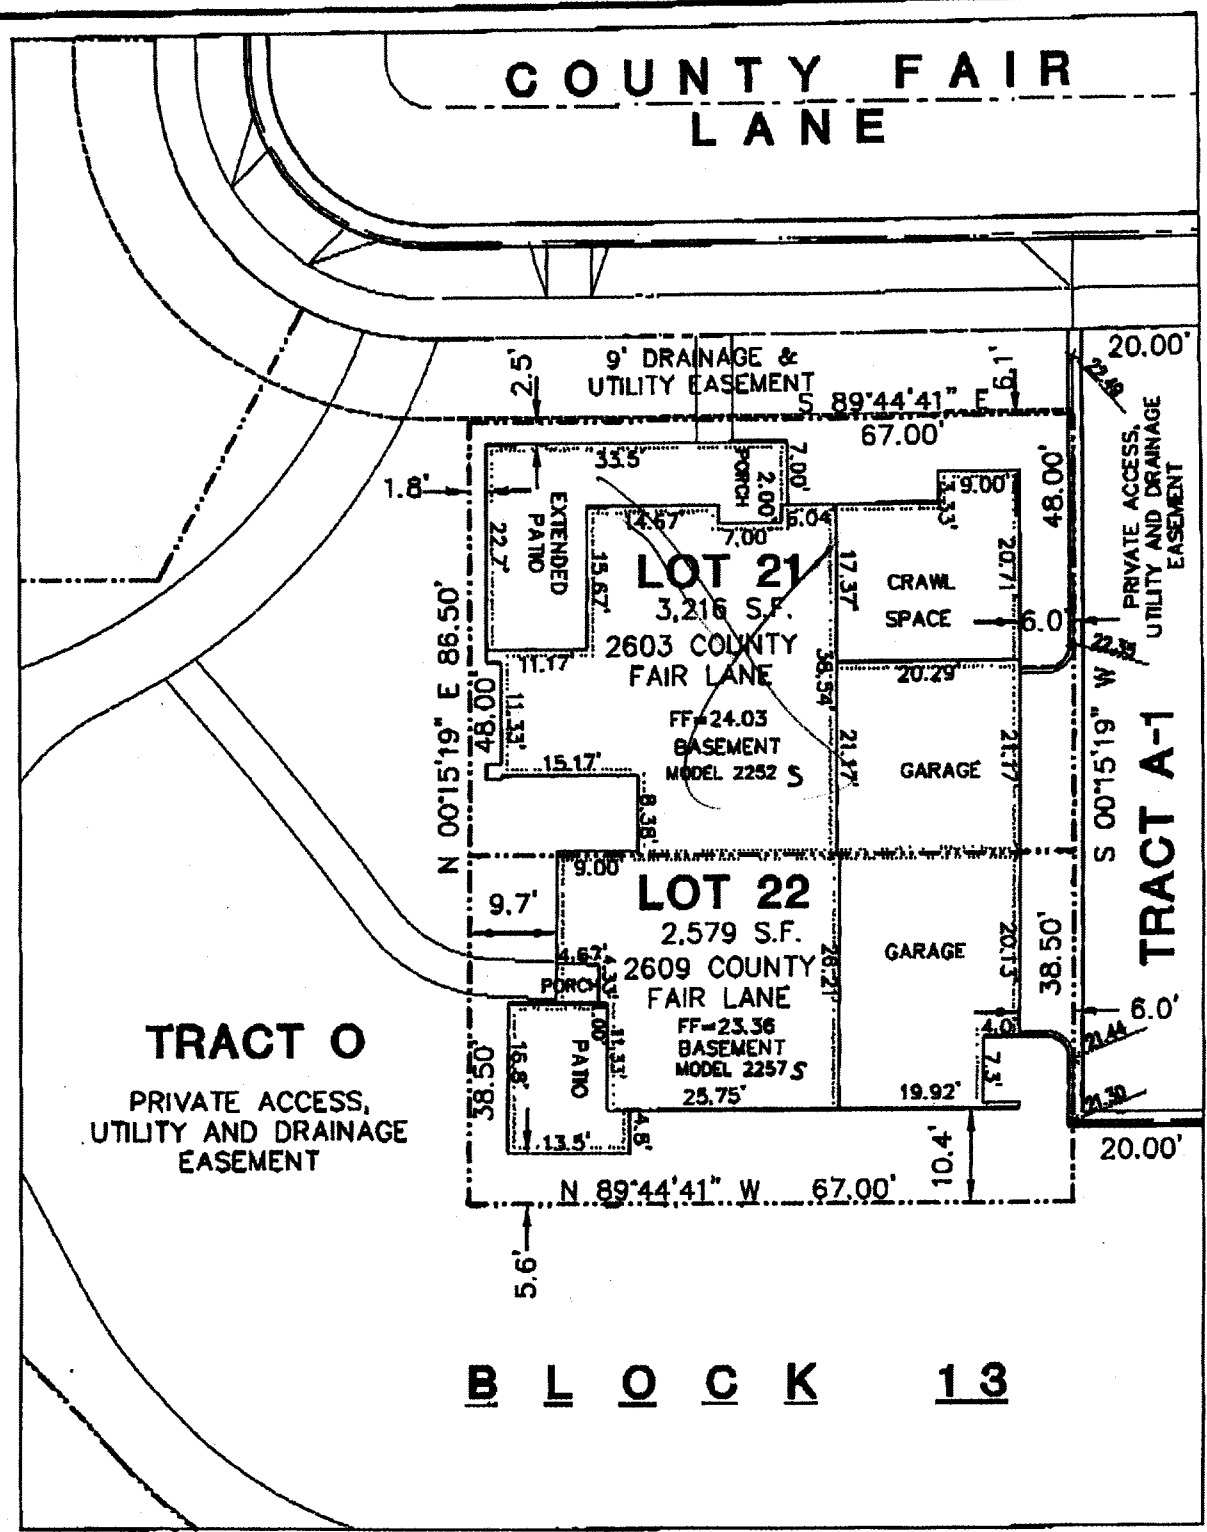 COUNTY FAIR
LANE
9' DRAINAGE &
UTILITY EASEMENT
2.5'
6.1'
20.00'
22.48
S 89°44'41" E
67.00'
PRIVATE ACCESS,
UTILITY AND DRAINAGE
EASEMENT
48.00'
1.8'
33.5'
PORCH
7.00'
2.00'
9.00'
3.33'
EXTENDED
PATIO
22.7'
14.67'
7.00'
6.04'
15.67'
LOT 21
3,216 S.F.
2603 COUNTY
FAIR LANE
FF=24.03
BASEMENT
MODEL 2252 S
17.37'
CRAWL
SPACE
20.71'
6.0'
22.35
11.17'
20.29'
38.54'
N 00°15'19" E 86.50'
48.00
11.33'
15.17'
8.38'
21.17'
GARAGE
21.17'
S 00°15'19" W
TRACT A-1
9.00'
LOT 22
2,579 S.F.
2609 COUNTY
FAIR LANE
FF=23.36
BASEMENT
MODEL 2257 S
9.7'
4.67'
4.33'
PORCH
1.00'
28.21'
GARAGE
20.13'
38.50'
6.0'
4.0'
21.44
21.30
7.3'
TRACT O
PRIVATE ACCESS,
UTILITY AND DRAINAGE
EASEMENT
38.50'
16.8'
PATIO
11.33'
25.75'
19.92'
13.5'
4.8'
10.4'
20.00'
N 89°44'41" W 67.00'
5.6'
BLOCK 13